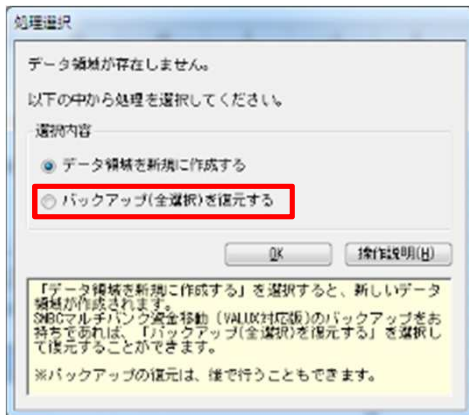 処理選択
データ領域が存在しません。
以下の中から処理を選択してください。
選択内容
データ領域を新規に作成する
バックアップ(全選択)を復元する
OK
操作説明(H)
「データ領域を新規に作成する」を選択すると、新しいデータ
領域が作成されます。
SMBCマルチバンク資金移動（VALUX対応版)のバックアップをお
持ちであれば、「バックアップ(全選択)を復元する」を選択し
て復元することができます。
※バックアップの復元は、後で行うこともできます。